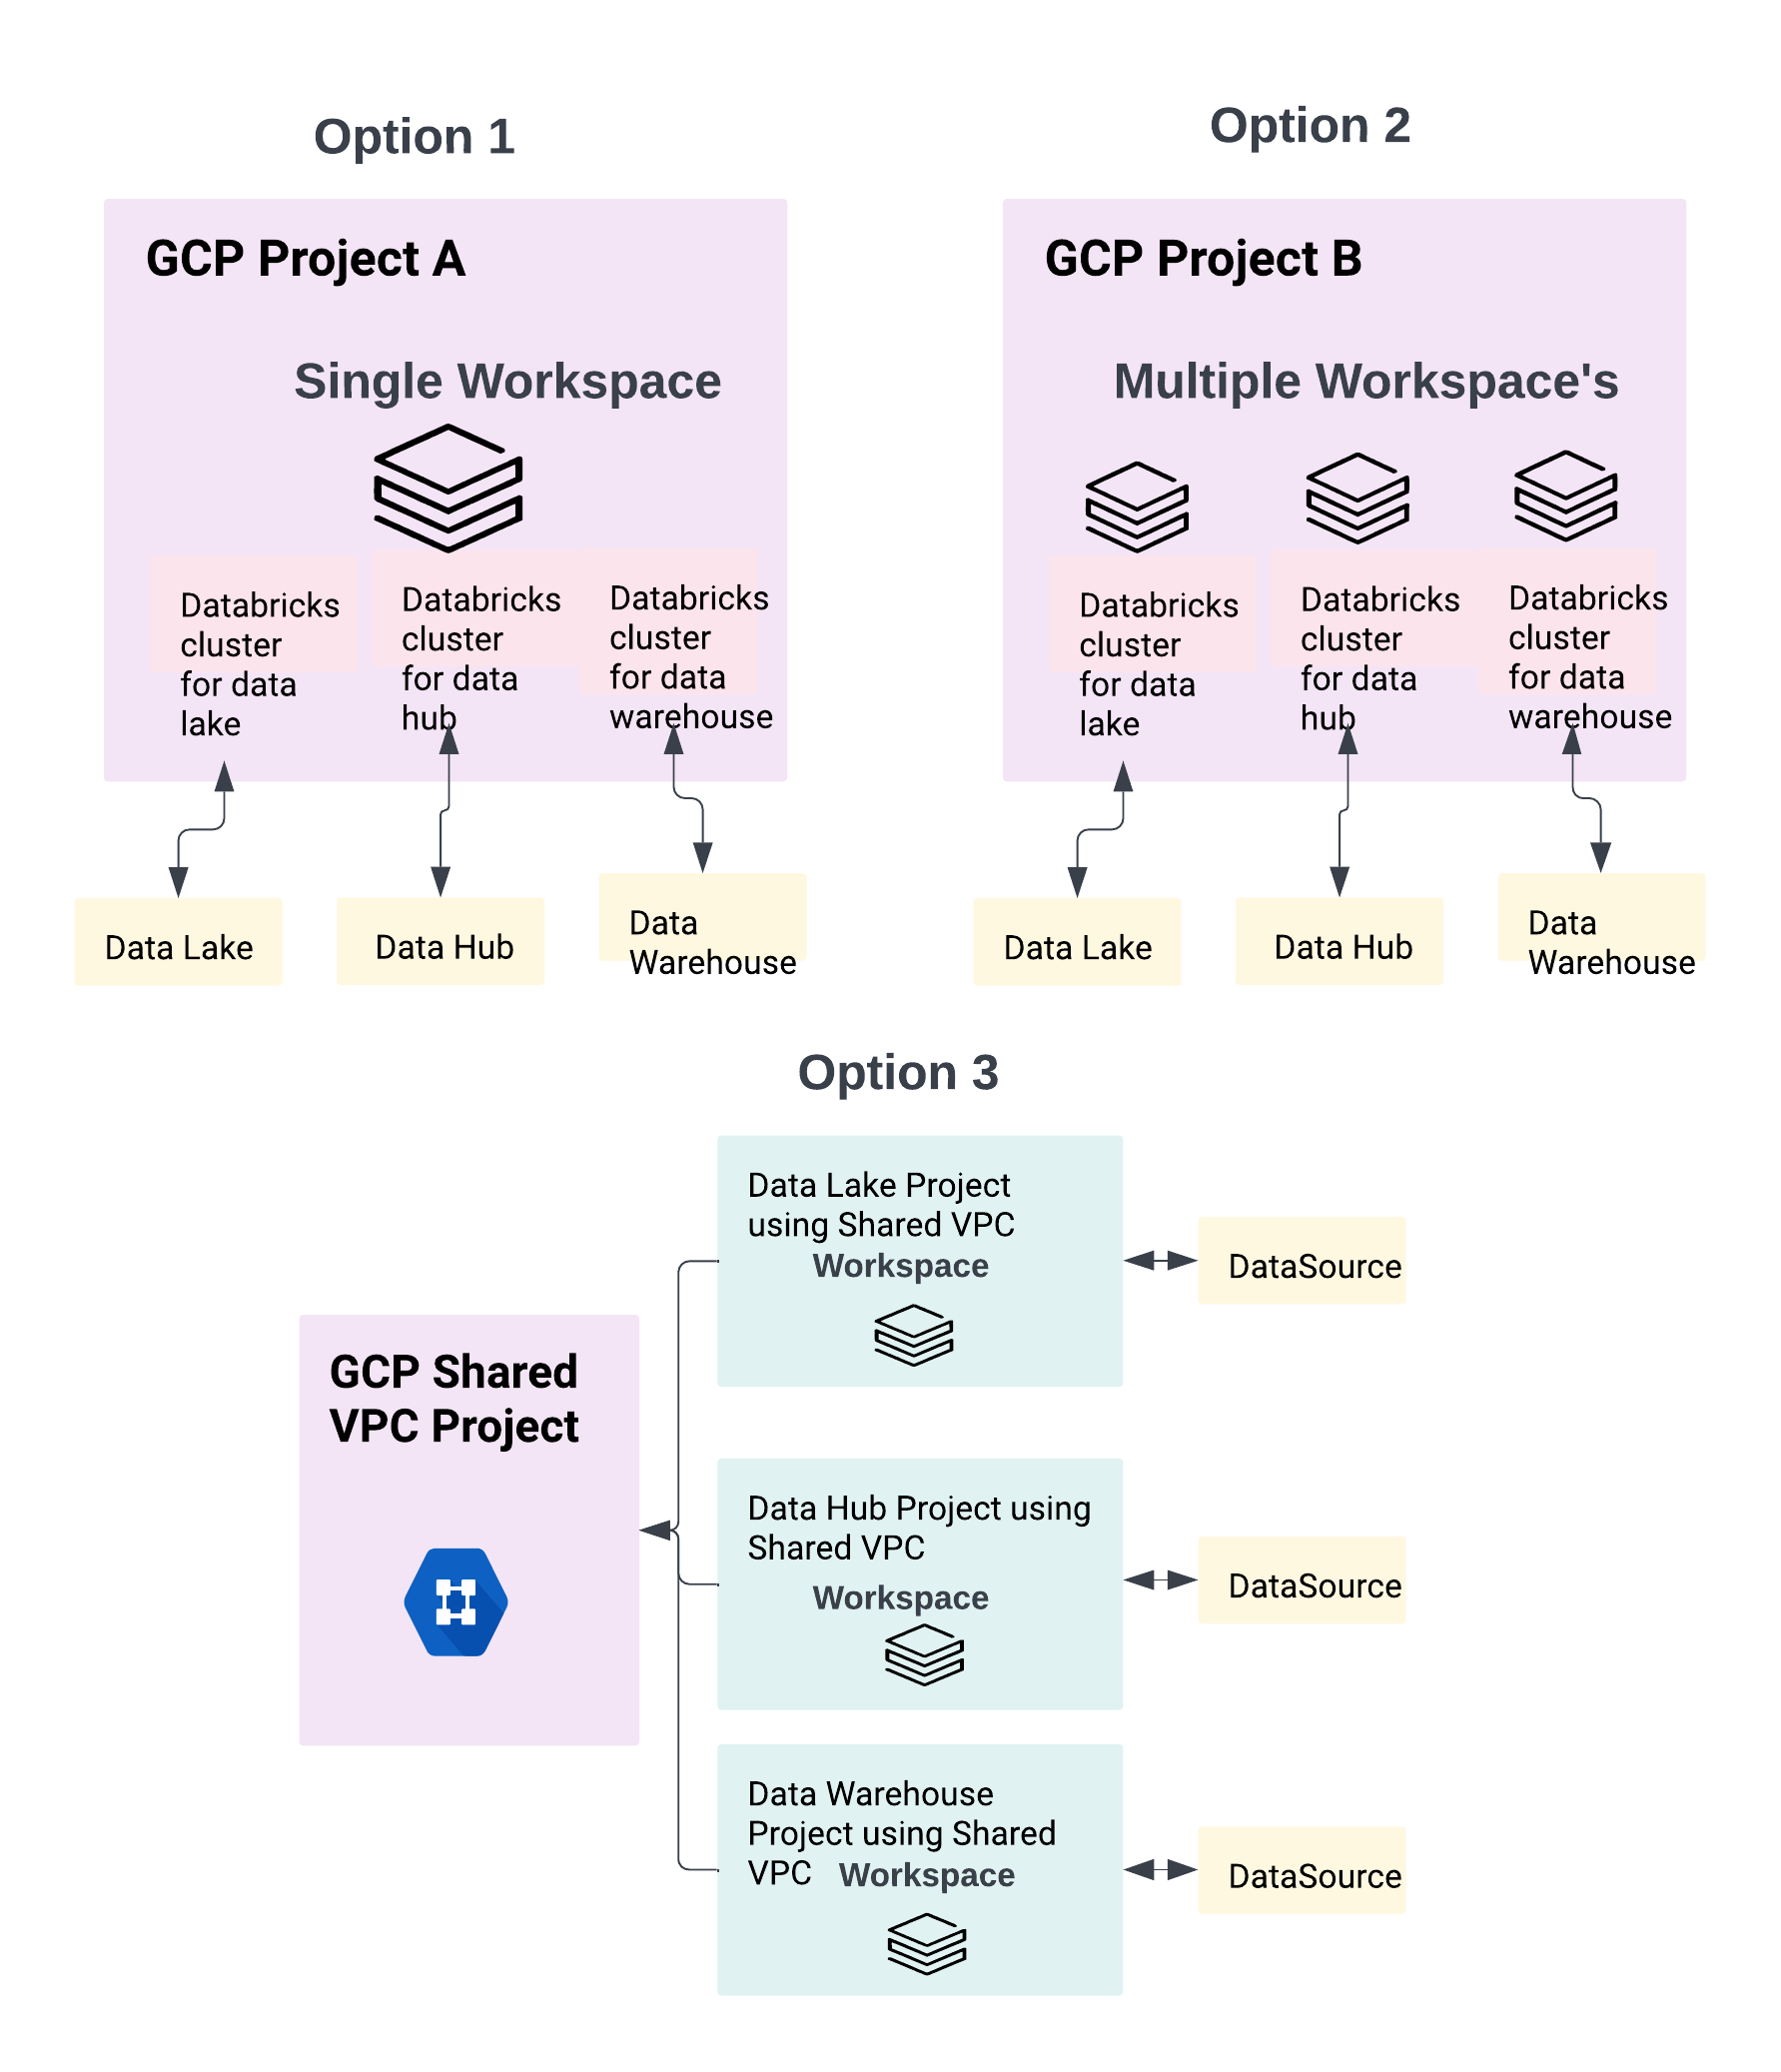 Option 1
GCP Project A
Single Workspace
Databricks
cluster
for data
lake
Databricks
cluster
for data
hub
Databricks
cluster
for data
warehouse
Data Lake
Data Hub
Data
Warehouse
Option 2
GCP Project B
Multiple Workspace's
Databricks
cluster
for data
lake
Databricks
cluster
for data
hub
Databricks
cluster
for data
warehouse
Data Lake
Data Hub
Data
Warehouse
Option 3
GCP Shared
VPC Project
Data Lake Project
using Shared VPC
Workspace
DataSource
Data Hub Project using
Shared VPC
Workspace
DataSource
Data Warehouse
Project using Shared
VPC Workspace
DataSource